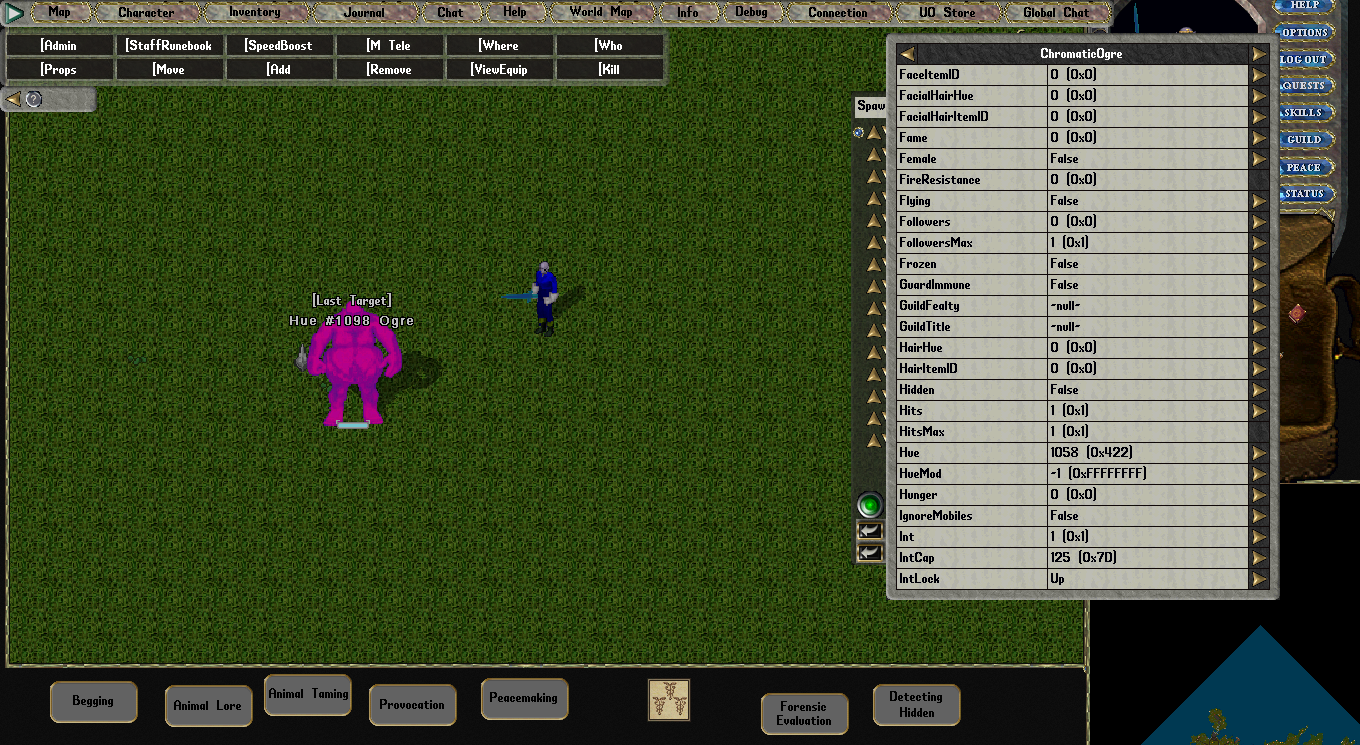 Map Character Inventory Journal Chat Help World Map Info Debug Connection UO Store Global Chat
[Admin [StaffRunebook [SpeedBoost [M Tele [Where [Who
[Props [Move [Add [Remove [ViewEquip [Kill
?
[Last Target]
Hue #1098 Ogre
Spaw
ChromaticOgre
FaceItemID 0 (0x0)
FacialHairHue 0 (0x0)
FacialHairItemID 0 (0x0)
Fame 0 (0x0)
Female False
FireResistance 0 (0x0)
Flying False
Followers 0 (0x0)
FollowersMax 1 (0x1)
Frozen False
GuardImmune False
GuildFealty -null-
GuildTitle -null-
HairHue 0 (0x0)
HairItemID 0 (0x0)
Hidden False
Hits 1 (0x1)
HitsMax 1 (0x1)
Hue 1058 (0x422)
HueMod -1 (0xFFFFFFFF)
Hunger 0 (0x0)
IgnoreMobiles False
Int 1 (0x1)
IntCap 125 (0x7D)
IntLock Up
HELP
OPTIONS
LOG OUT
QUESTS
SKILLS
GUILD
PEACE
STATUS
Begging
Animal Lore
Animal Taming
Provocation
Peacemaking
Forensic
Evaluation
Detecting
Hidden